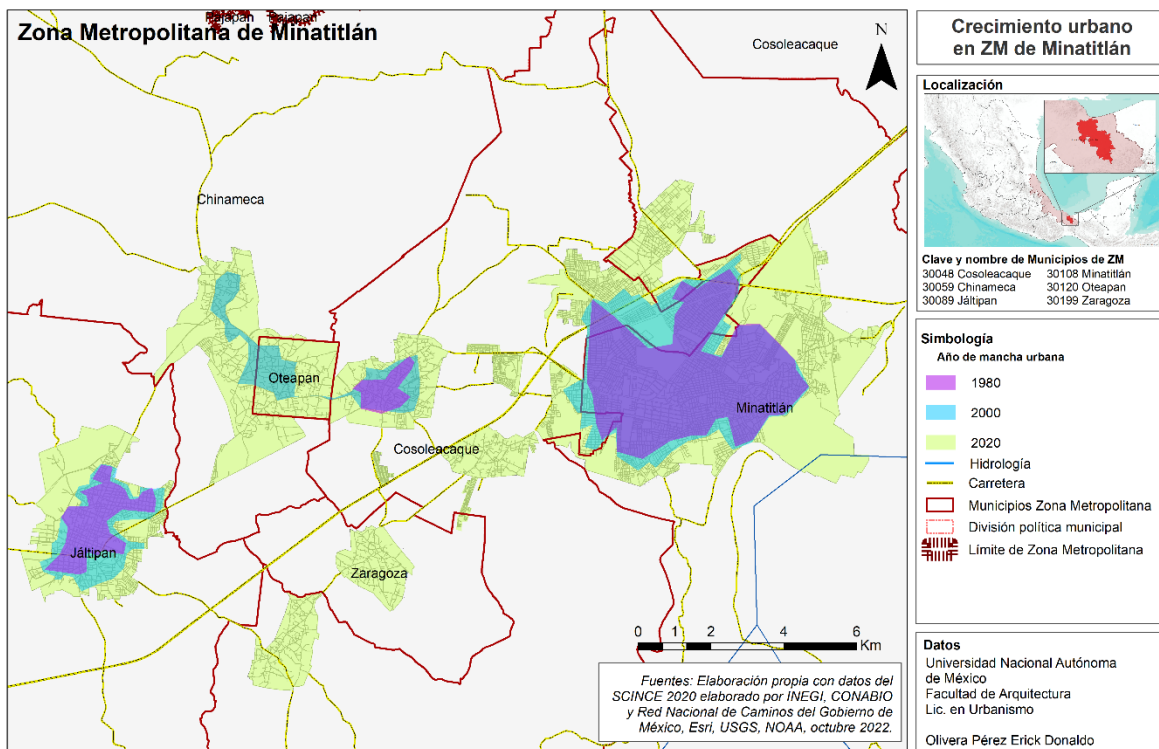 Pajapan Pajapan
Zona Metropolitana de Minatitlán
Cosoleacaque
N
Chinameca
Oteapan
Minatitlán
Cosoleacaque
Jáltipan
Zaragoza
0 1 2 4 6
Km
Fuentes: Elaboración propia con datos del
SCINCE 2020 elaborado por INEGI, CONABIO
y Red Nacional de Caminos del Gobierno de
México, Esri, USGS, NOAA, octubre 2022.
Crecimiento urbano
en ZM de Minatitlán
Localización
Clave y nombre de Municipios de ZM
30048 Cosoleacaque 30108 Minatitlán
30059 Chinameca 30120 Oteapan
30089 Jáltipan 30199 Zaragoza
Simbología
Año de mancha urbana
1980
2000
2020
Hidrología
Carretera
Municipios Zona Metropolitana
División política municipal
Límite de Zona Metropolitana
Datos
Universidad Nacional Autónoma
de México
Facultad de Arquitectura
Lic. en Urbanismo
Olivera Pérez Erick Donaldo